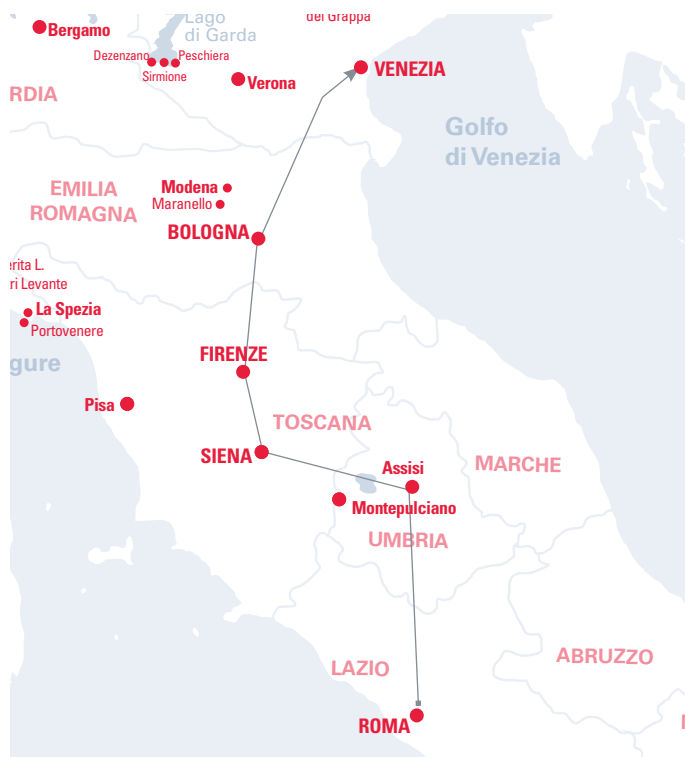 del Grappa
Lago
di Garda
Bergamo
Dezenzano
Peschiera
Sirmione
Verona
VENEZIA
RDIA
Golfo
di Venezia
EMILIA
ROMAGNA
Modena
Maranello
BOLOGNA
erita L.
ri Levante
La Spezia
Portovenere
gure
FIRENZE
Pisa
TOSCANA
SIENA
Assisi
MARCHE
Montepulciano
UMBRIA
ABRUZZO
LAZIO
ROMA